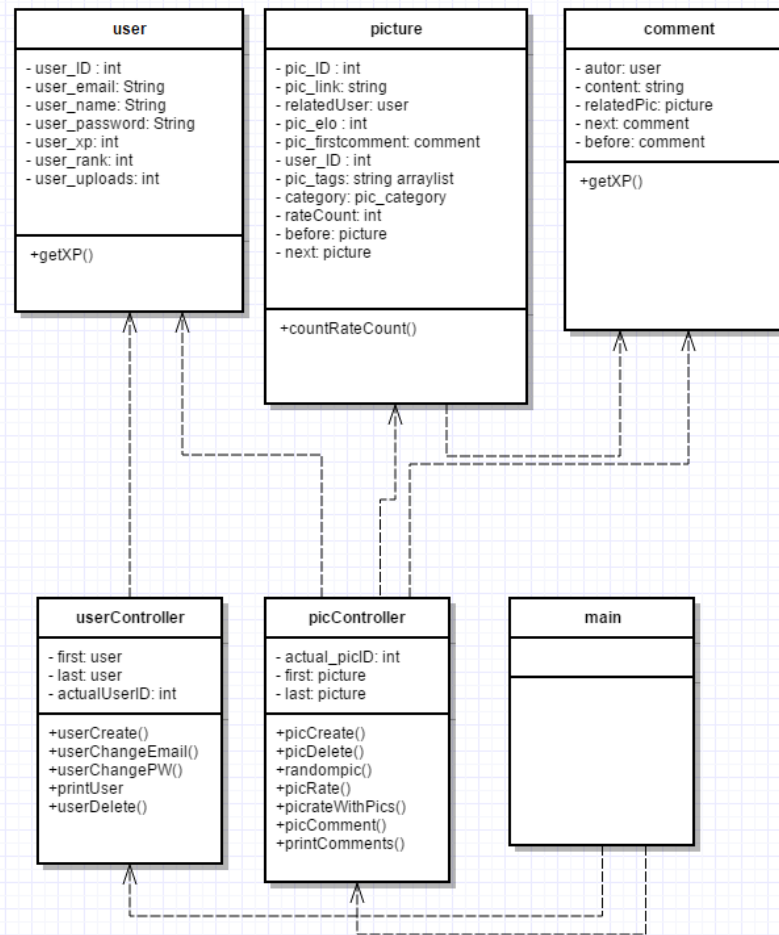 user
- user_ID : int
- user_email: String
- user_name: String
- user_password: String
- user_xp: int
- user_rank: int
- user_uploads: int
+getXP()
picture
- pic_ID : int
- pic_link: string
- relatedUser: user
- pic_elo : int
- pic_firstcomment: comment
- user_ID : int
- pic_tags: string arraylist
- category: pic_category
- rateCount: int
- before: picture
- next: picture
+countRateCount()
comment
- autor: user
- content: string
- relatedPic: picture
- next: comment
- before: comment
+getXP()
userController
- first: user
- last: user
- actualUserID: int
+userCreate()
+userChangeEmail()
+userChangePW()
+printUser
+userDelete()
picController
- actual_picID: int
- first: picture
- last: picture
+picCreate()
+picDelete()
+randompic()
+picRate()
+picrateWithPics()
+picComment()
+printComments()
main